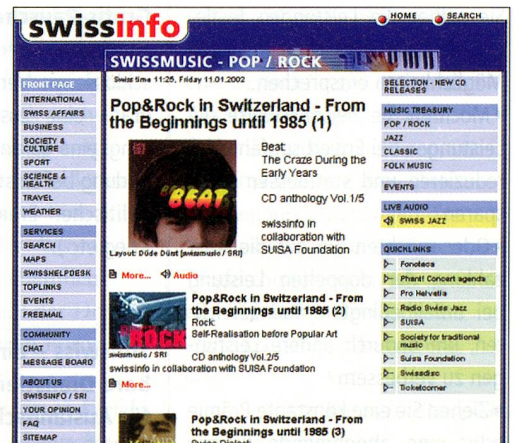 swissinfo
HOME
SEARCH
SWISSMUSIC - POP / ROCK
FRONT PAGE
INTERNATIONAL
SWISS AFFAIRS
BUSINESS
SOCIETY &
CULTURE
SPORT
SCIENCE &
HEALTH
TRAVEL
WEATHER
SERVICES
SEARCH
MAPS
SWISSHELPDESK
TOPLINKS
EVENTS
FREEMAIL
COMMUNITY
CHAT
MESSAGE BOARD
ABOUT US
SWISSINFO / SRI
YOUR OPINION
FAQ
SITEMAP
Swiss time 11:25, Friday 11.01.2002
Pop&Rock in Switzerland - From
the Beginnings until 1985 (1)
BEAT
Beat
The Craze During the
Early Years
CD anthology Vol.1/5
swissinfo in
collaboration with
SUISA Foundation
Layout: Düde Dürst [swissmusic / SRI]
More...
Audio
ROCK
Pop&Rock in Switzerland - From
the Beginnings until 1985 (2)
Rock:
Self-Realisation before Popular Art
swissmusic / SRI
CD anthology Vol.2/5
swissinfo in collaboration with SUISA Foundation
More...
Pop&Rock in Switzerland - From
the Beginnings until 1985 (3)
Swiss Dialect
SELECTION - NEW CD
RELEASES
MUSIC TREASURY
POP / ROCK
JAZZ
CLASSIC
FOLK MUSIC
EVENTS
LIVE AUDIO
SWISS JAZZ
QUICKLINKS
Fonoteca
Phant! Concert agenda
Pro Helvetia
Radio Swiss Jazz
SUISA
Society for traditional
music
Suisa Foundation
Swissdisc
Ticketcorner